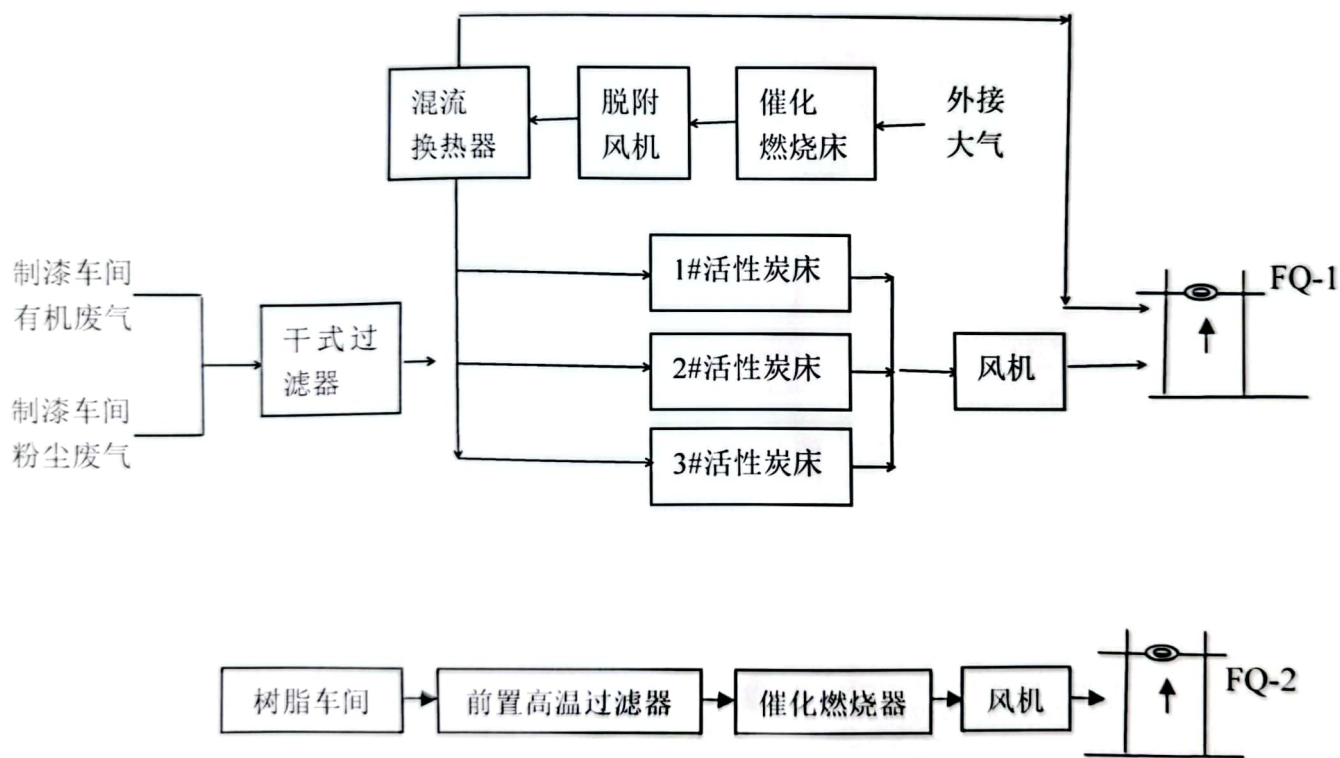 混流
换热器
脱附
风机
催化
燃烧床
外接
大气
制漆车间
有机废气
制漆车间
粉尘废气
干式过
滤器
1#活性炭床
2#活性炭床
3#活性炭床
风机
FQ-1
树脂车间
前置高温过滤器
催化燃烧器
风机
FQ-2